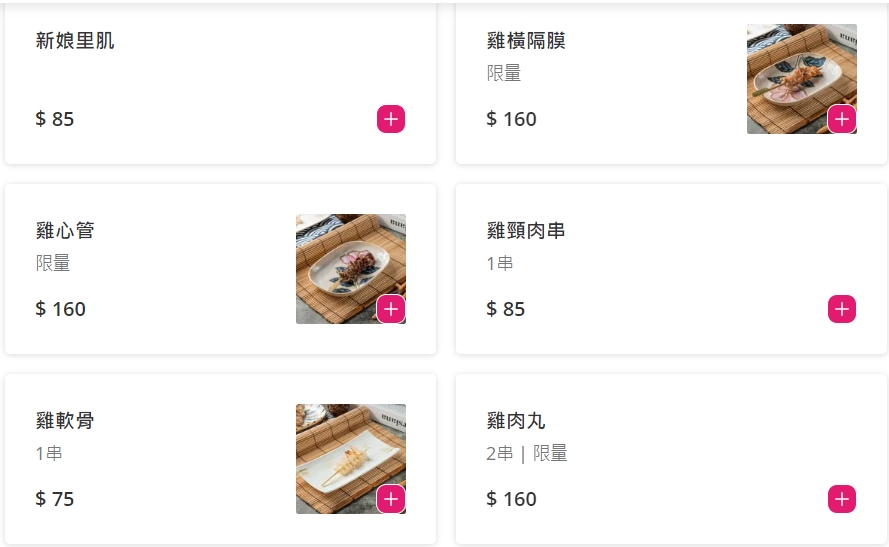 新娘里肌
$ 85
雞橫隔膜
限量
$ 160
雞心管
限量
$ 160
雞頸肉串
1串
$ 85
雞軟骨
1串
$ 75
雞肉丸
2串 | 限量
$ 160